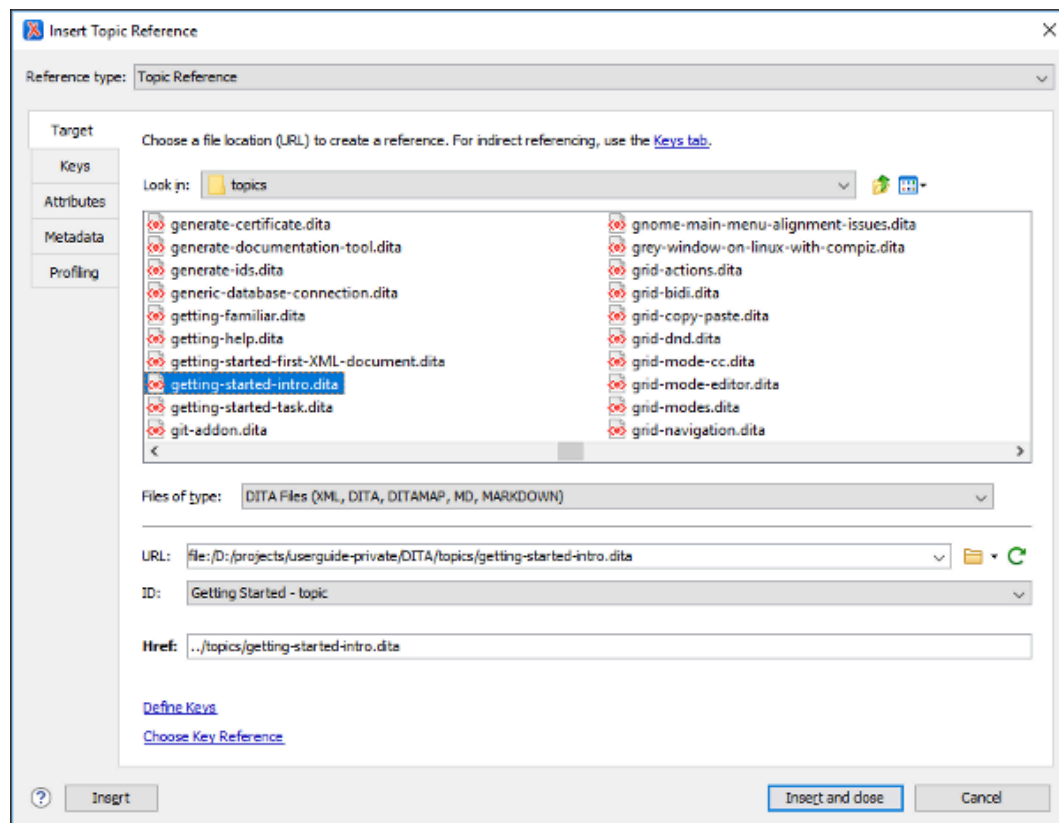 Insert Topic Reference
Reference type: Topic Reference
Target
Keys
Attributes
Metadata
Profiling
Choose a file location (URL) to create a reference. For indirect referencing, use the Keys tab.
Look in: topics
generate-certificate.dita
generate-documentation-tool.dita
generate-ids.dita
generic-database-connection.dita
getting-familiar.dita
getting-help.dita
getting-started-first-XML-document.dita
getting-started-intro.dita
getting-started-task.dita
git-addon.dita
gnome-main-menu-alignment-issues.dita
grey-window-on-linux-with-compiz.dita
grid-actions.dita
grid-bidi.dita
grid-copy-paste.dita
grid-dnd.dita
grid-mode-cc.dita
grid-mode-editor.dita
grid-modes.dita
grid-navigation.dita
Files of type: DITA Files (XML, DITA, DITAMAP, MD, MARKDOWN)
URL: file:/D:/projects/userguide-private/DITA/topics/getting-started-intro.dita
ID: Getting Started - topic
Href: ../topics/getting-started-intro.dita
Define Keys
Choose Key Reference
? Insert Insert and close Cancel